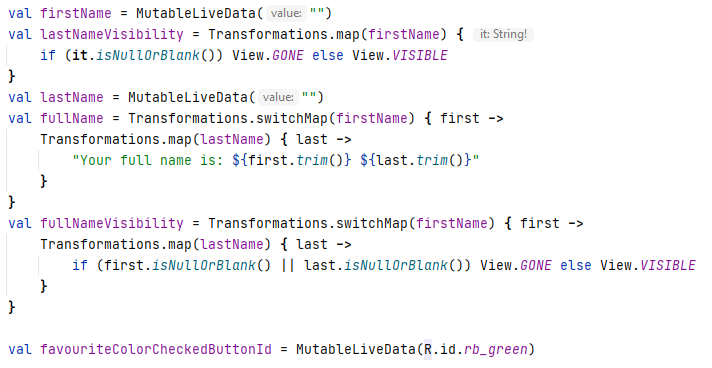 val firstName = MutableLiveData( value: "")
val lastNameVisibility = Transformations.map(firstName) { it: String!
    if (it.isNullOrBlank()) View.GONE else View.VISIBLE
}
val lastName = MutableLiveData( value: "")
val fullName = Transformations.switchMap(firstName) { first ->
    Transformations.map(lastName) { last ->
        "Your full name is: ${first.trim()} ${last.trim()}"
    }
}
val fullNameVisibility = Transformations.switchMap(firstName) { first ->
    Transformations.map(lastName) { last ->
        if (first.isNullOrBlank() || last.isNullOrBlank()) View.GONE else View.VISIBLE
    }
}
val favouriteColorCheckedButtonId = MutableLiveData(R.id.rb_green)